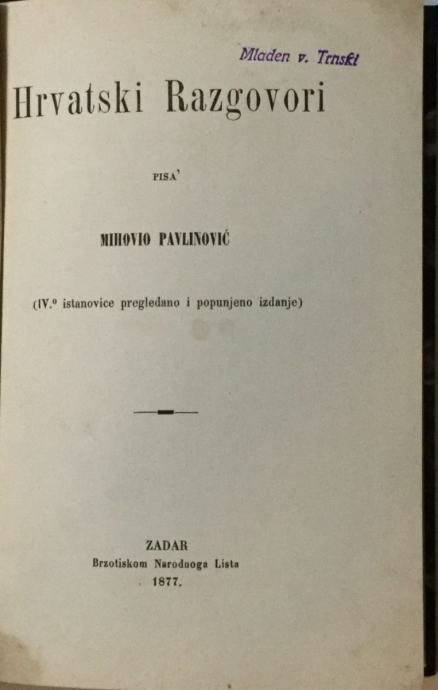 Mladen v. Trnski
Hrvatski Razgovori
PISA'
MIHOVIO PAVLINOVIĆ
(IV.º istanovice pregledano i popunjeno izdanje)
ZADAR
Brzotiskom Narodnoga Lista
1877.